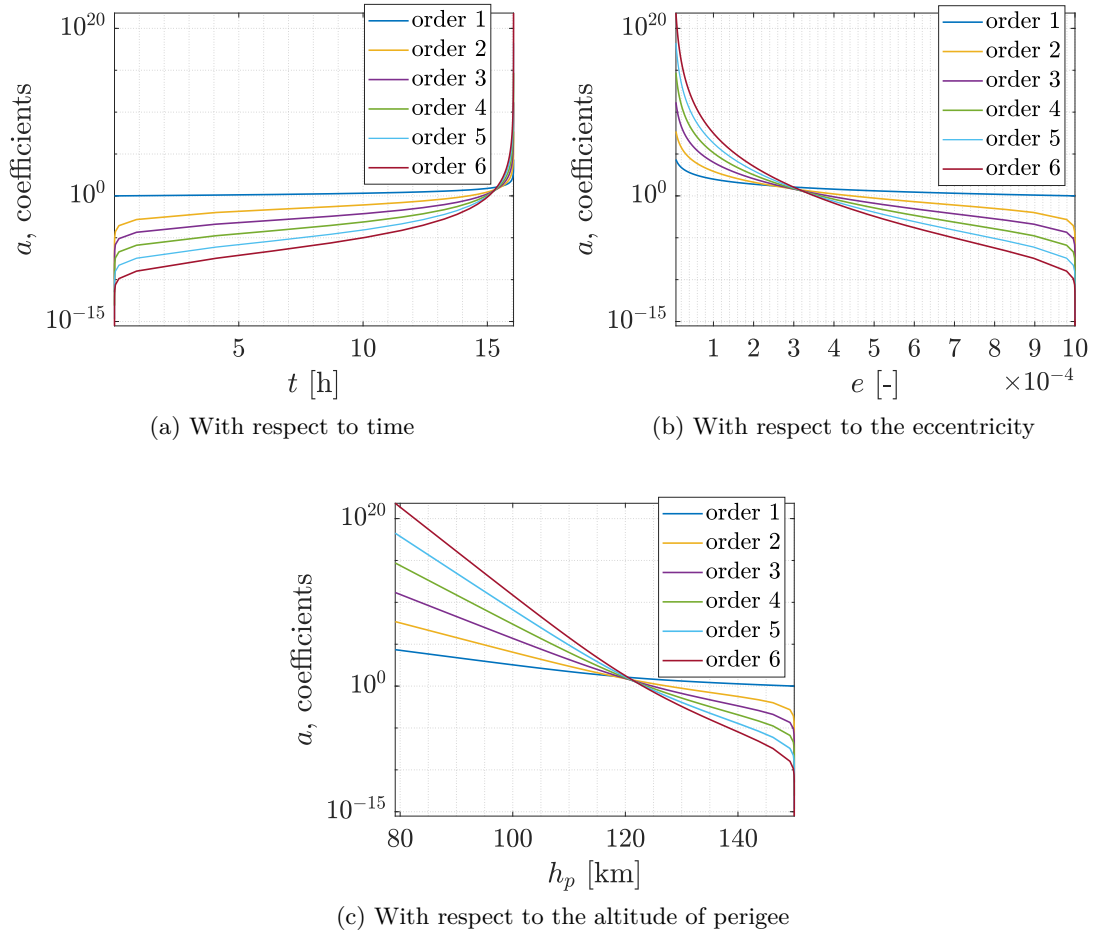 10^20
10^0
10^-15
a, coefficients
order 1
order 2
order 3
order 4
order 5
order 6
5
10
15
t [h]
(a) With respect to time
10^20
10^0
10^-15
a, coefficients
order 1
order 2
order 3
order 4
order 5
order 6
1 2 3 4 5 6 7 8 9 10
e [-]
×10^-4
(b) With respect to the eccentricity
10^20
10^0
10^-15
a, coefficients
order 1
order 2
order 3
order 4
order 5
order 6
80 100 120 140
h_p [km]
(c) With respect to the altitude of perigee